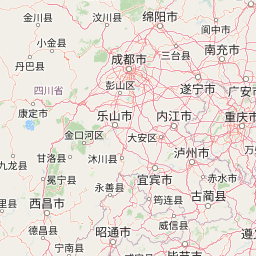 金川县
汶川县
绵阳市
阆中市
小金县
三台县
南充市
丹巴县
成都市
四川省
彭山区
遂宁市
广安
康定市
乐山市
内江市
重庆
金口河区
大安区
甘洛县
沐川县
泸州市
九龙县
冕宁县
永善县
宜宾市
赤水市
西昌市
筠连县
古蔺县
德昌县
威信县
昭通市
宁南县